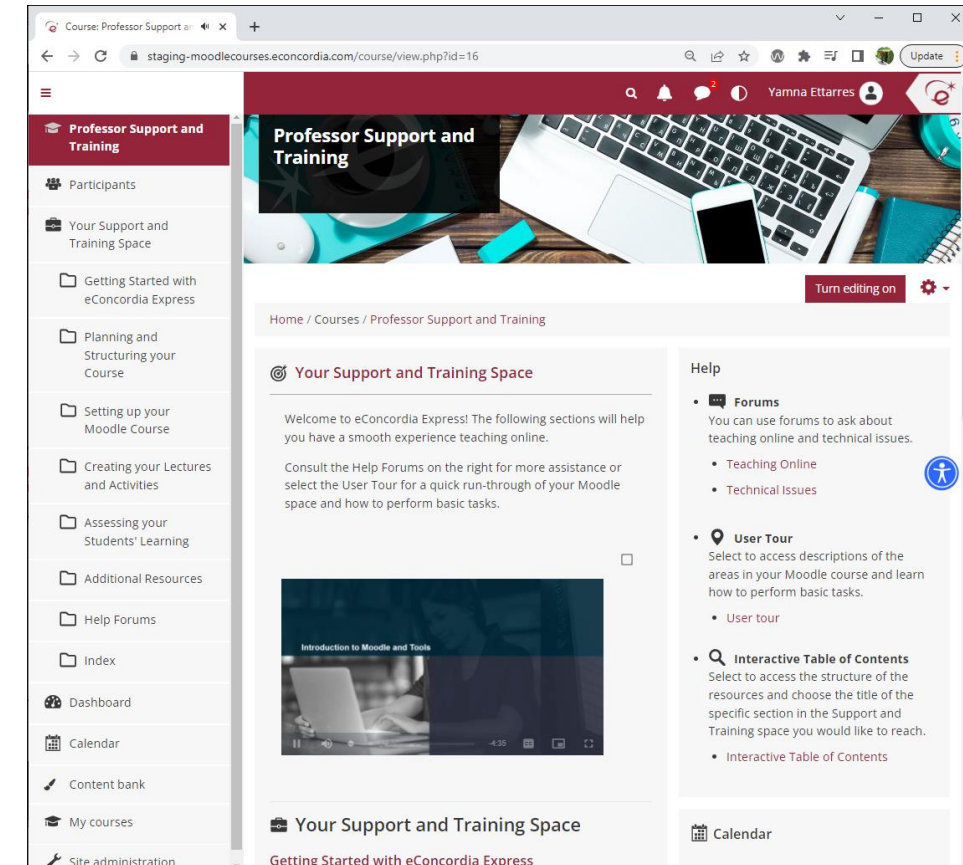 Course: Professor Support an
staging-moodlecourses.econcordia.com/course/view.php?id=16
Update
2
Yamna Ettarres
Professor Support and
Training
Participants
Your Support and
Training Space
Getting Started with
eConcordia Express
Planning and
Structuring your
Course
Setting up your
Moodle Course
Creating your Lectures
and Activities
Assessing your
Students' Learning
Additional Resources
Help Forums
Index
Dashboard
Calendar
Content bank
My courses
Site administration
Professor Support and
Training
Turn editing on
Home / Courses / Professor Support and Training
Your Support and Training Space
Welcome to eConcordia Express! The following sections will help
you have a smooth experience teaching online.
Consult the Help Forums on the right for more assistance or
select the User Tour for a quick run-through of your Moodle
space and how to perform basic tasks.
Introduction to Moodle and Tools
-4:35
Your Support and Training Space
Getting Started with eConcordia Express
Help
Forums
You can use forums to ask about
teaching online and technical issues.
Teaching Online
Technical Issues
User Tour
Select to access descriptions of the
areas in your Moodle course and learn
how to perform basic tasks.
User tour
Interactive Table of Contents
Select to access the structure of the
resources and choose the title of the
specific section in the Support and
Training space you would like to reach.
Interactive Table of Contents
Calendar